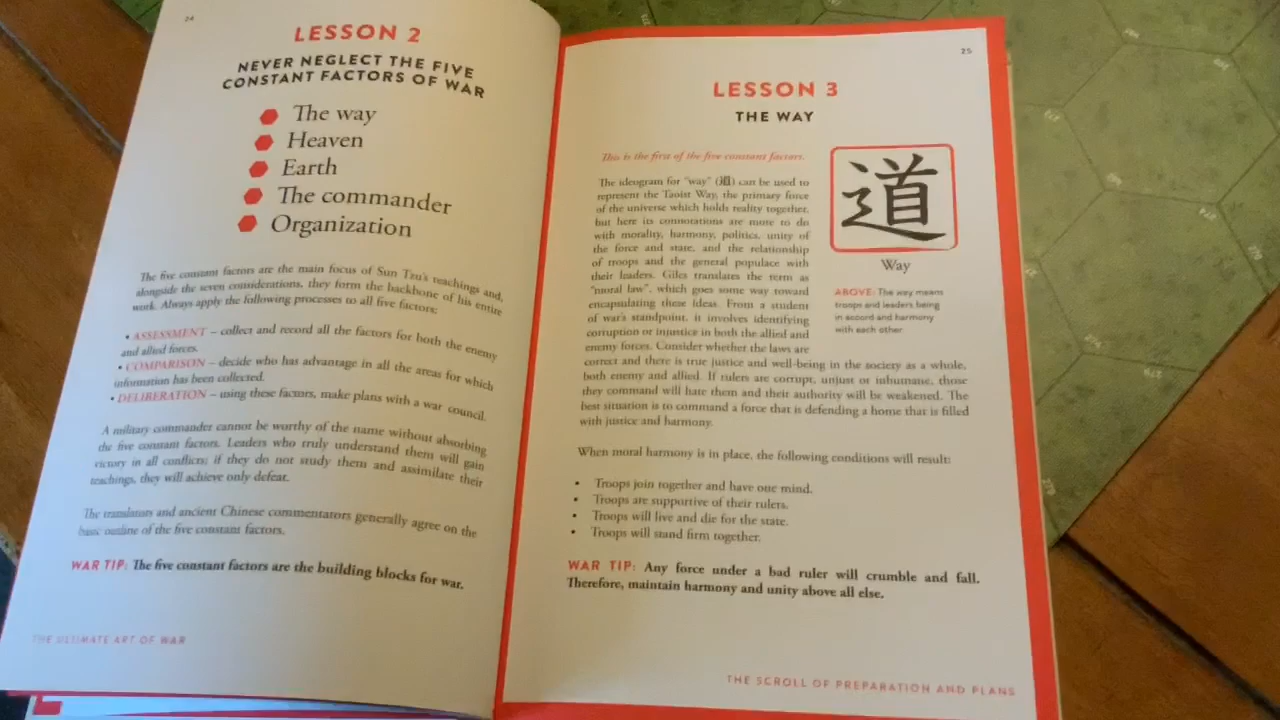 24
LESSON 2
NEVER NEGLECT THE FIVE
CONSTANT FACTORS OF WAR
The way
Heaven
Earth
The commander
Organization
The five constant factors are the main focus of Sun Tzu's teachings and,
alongside the seven considerations, they form the backbone of his entire
work. Always apply the following processes to all five factors:
• ASSESSMENT – collect and record all the factors for both the enemy
and allied forces.
• COMPARISON – decide who has advantage in all the areas for which
information has been collected.
• DELIBERATION – using these factors, make plans with a war council.
A military commander cannot be worthy of the name without absorbing
the five constant factors. Leaders who truly understand them will gain
victory in all conflicts; if they do not study them and assimilate their
teachings, they will achieve only defeat.
The translators and ancient Chinese commentators generally agree on the
basic outline of the five constant factors.
WAR TIP: The five constant factors are the building blocks for war.
THE ULTIMATE ART OF WAR
25
LESSON 3
THE WAY
This is the first of the five constant factors.
The ideogram for "way" (道) can be used to
represent the Taoist Way, the primary force
of the universe which holds reality together,
but here its connotations are more to do
with morality, harmony, politics, unity of
the force and state, and the relationship
of troops and the general populace with
their leaders. Giles translates the term as
"moral law", which goes some way toward
encapsulating these ideas. From a student
of war's standpoint, it involves identifying
corruption or injustice in both the allied and
enemy forces. Consider whether the laws are
correct and there is true justice and well-being in the society as a whole,
both enemy and allied. If rulers are corrupt, unjust or inhumane, those
they command will hate them and their authority will be weakened. The
best situation is to command a force that is defending a home that is filled
with justice and harmony.
道
Way
ABOVE: The way means
troops and leaders being
in accord and harmony
with each other.
When moral harmony is in place, the following conditions will result:
• Troops join together and have one mind.
• Troops are supportive of their rulers.
• Troops will live and die for the state.
• Troops will stand firm together.
WAR TIP: Any force under a bad ruler will crumble and fall.
Therefore, maintain harmony and unity above all else.
THE SCROLL OF PREPARATION AND PLANS